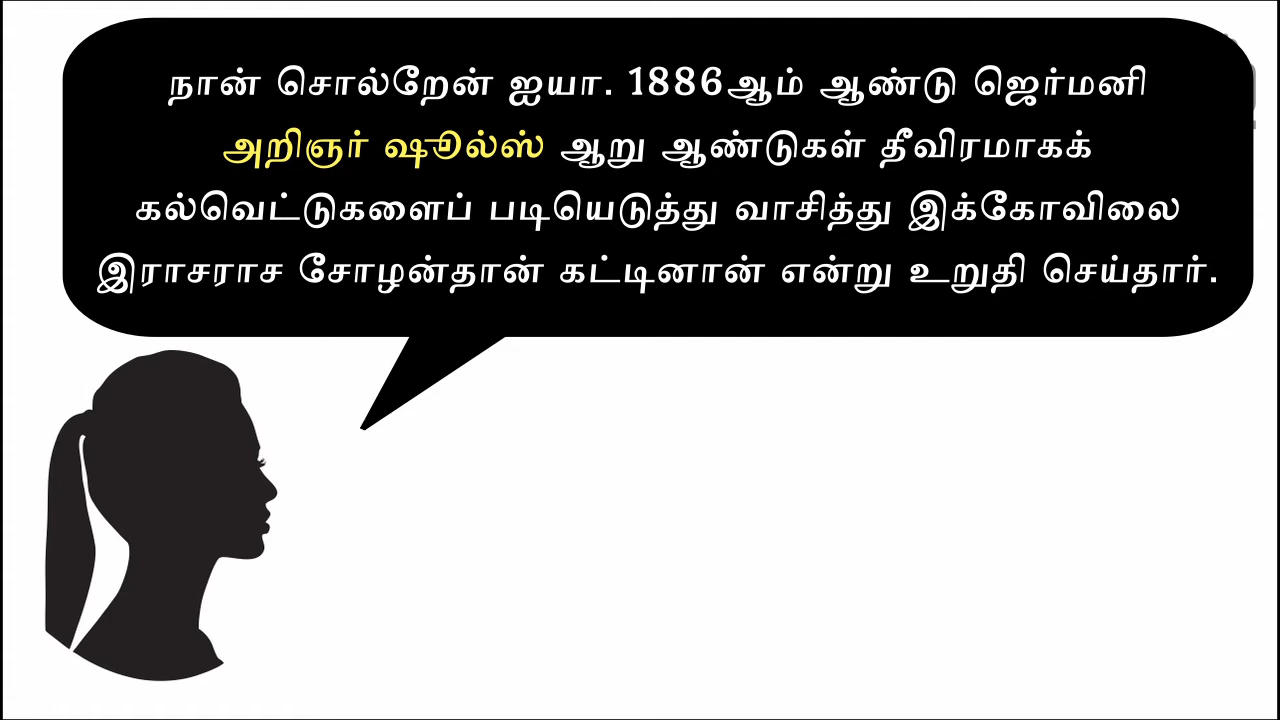 நான் சொல்றேன் ஐயா. 1886ஆம் ஆண்டு ஜெர்மனி
அறிஞர் ஷூல்ஸ் ஆறு ஆண்டுகள் தீவிரமாகக்
கல்வெட்டுகளைப் படியெடுத்து வாசித்து இக்கோவிலை
இராசராச சோழன்தான் கட்டினான் என்று உறுதி செய்தார்.